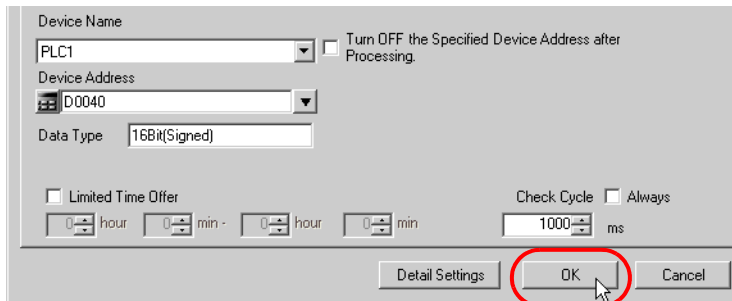 Device Name
PLC1
Turn OFF the Specified Device Address after
Processing.
Device Address
D0040
Data Type 16Bit(Signed)
Limited Time Offer Check Cycle Always
0 hour 0 min - 0 hour 0 min 1000 ms
Detail Settings OK Cancel